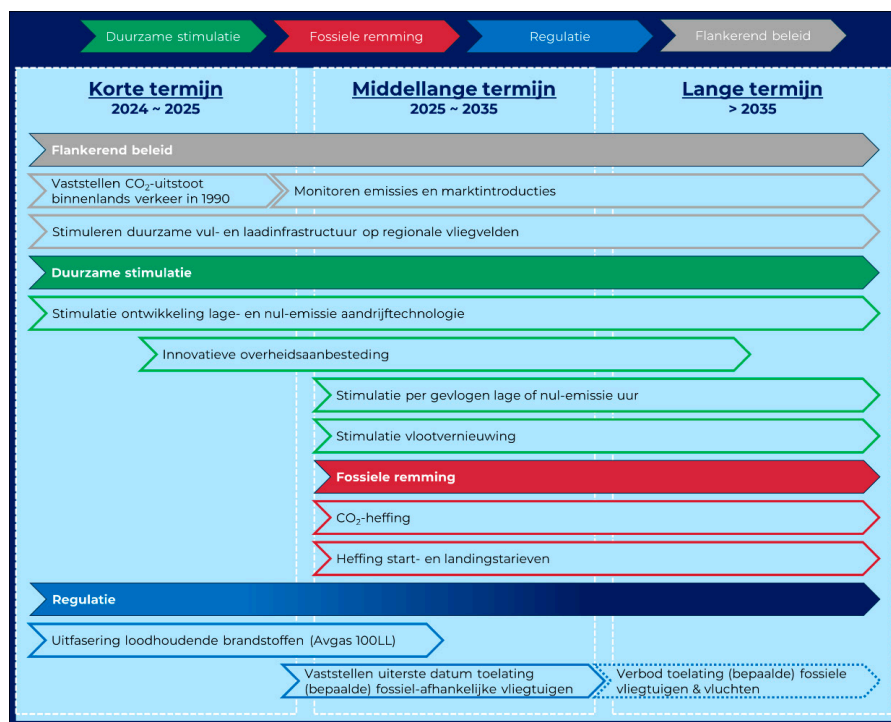 Duurzame stimulatie
Fossiele remming
Regulatie
Flankerend beleid
Korte termijn
2024 ~ 2025
Middellange termijn
2025 ~ 2035
Lange termijn
> 2035
Flankerend beleid
Vaststellen CO₂-uitstoot
binnenlands verkeer in 1990
Monitoren emissies en marktintroducties
Stimuleren duurzame vul- en laadinfrastructuur op regionale vliegvelden
Duurzame stimulatie
Stimulatie ontwikkeling lage- en nul-emissie aandrijftechnologie
Innovatieve overheidsaanbesteding
Stimulatie per gevlogen lage of nul-emissie uur
Stimulatie vlootvernieuwing
Fossiele remming
CO₂-heffing
Heffing start- en landingstarieven
Regulatie
Uitfasering loodhoudende brandstoffen (Avgas 100LL)
Vaststellen uiterste datum toelating
(bepaalde) fossiel-afhankelijke vliegtuigen
Verbod toelating (bepaalde) fossiele
vliegtuigen & vluchten